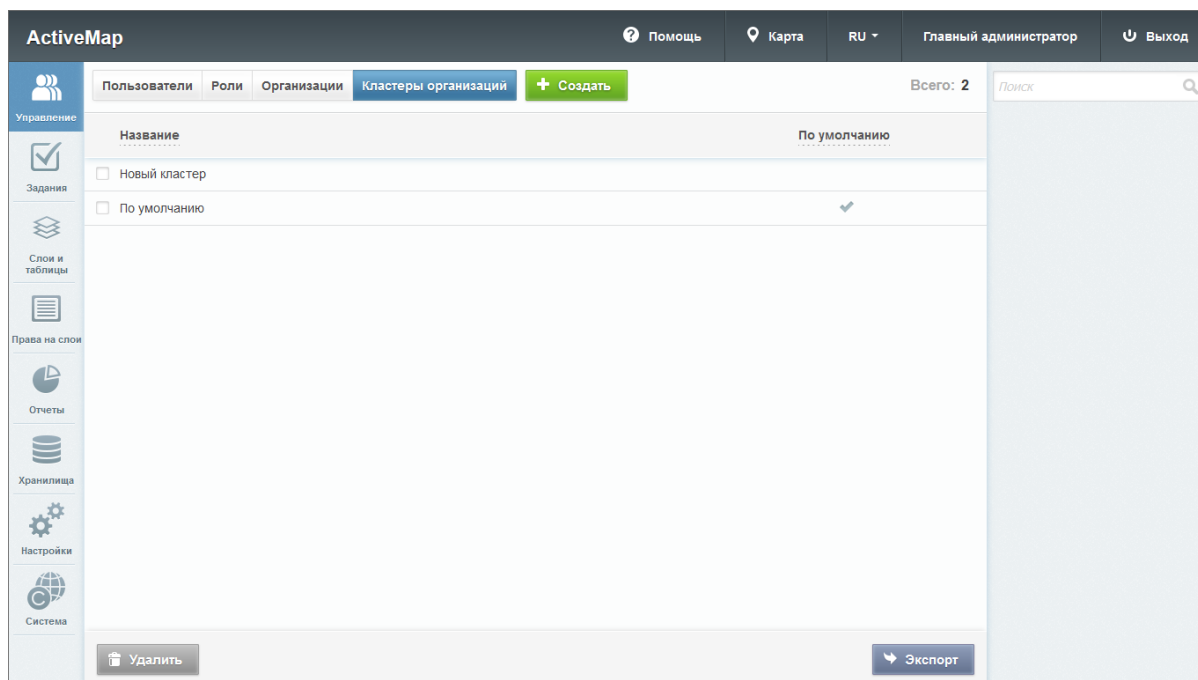 ActiveMap
Помощь
Карта
RU
Главный администратор
Выход
Управление
Задания
Слои и
таблицы
Права на слои
Отчеты
Хранилища
Настройки
Система
Пользователи
Роли
Организации
Кластеры организаций
Создать
Всего: 2
Поиск
Название
По умолчанию
Новый кластер
По умолчанию
Удалить
Экспорт